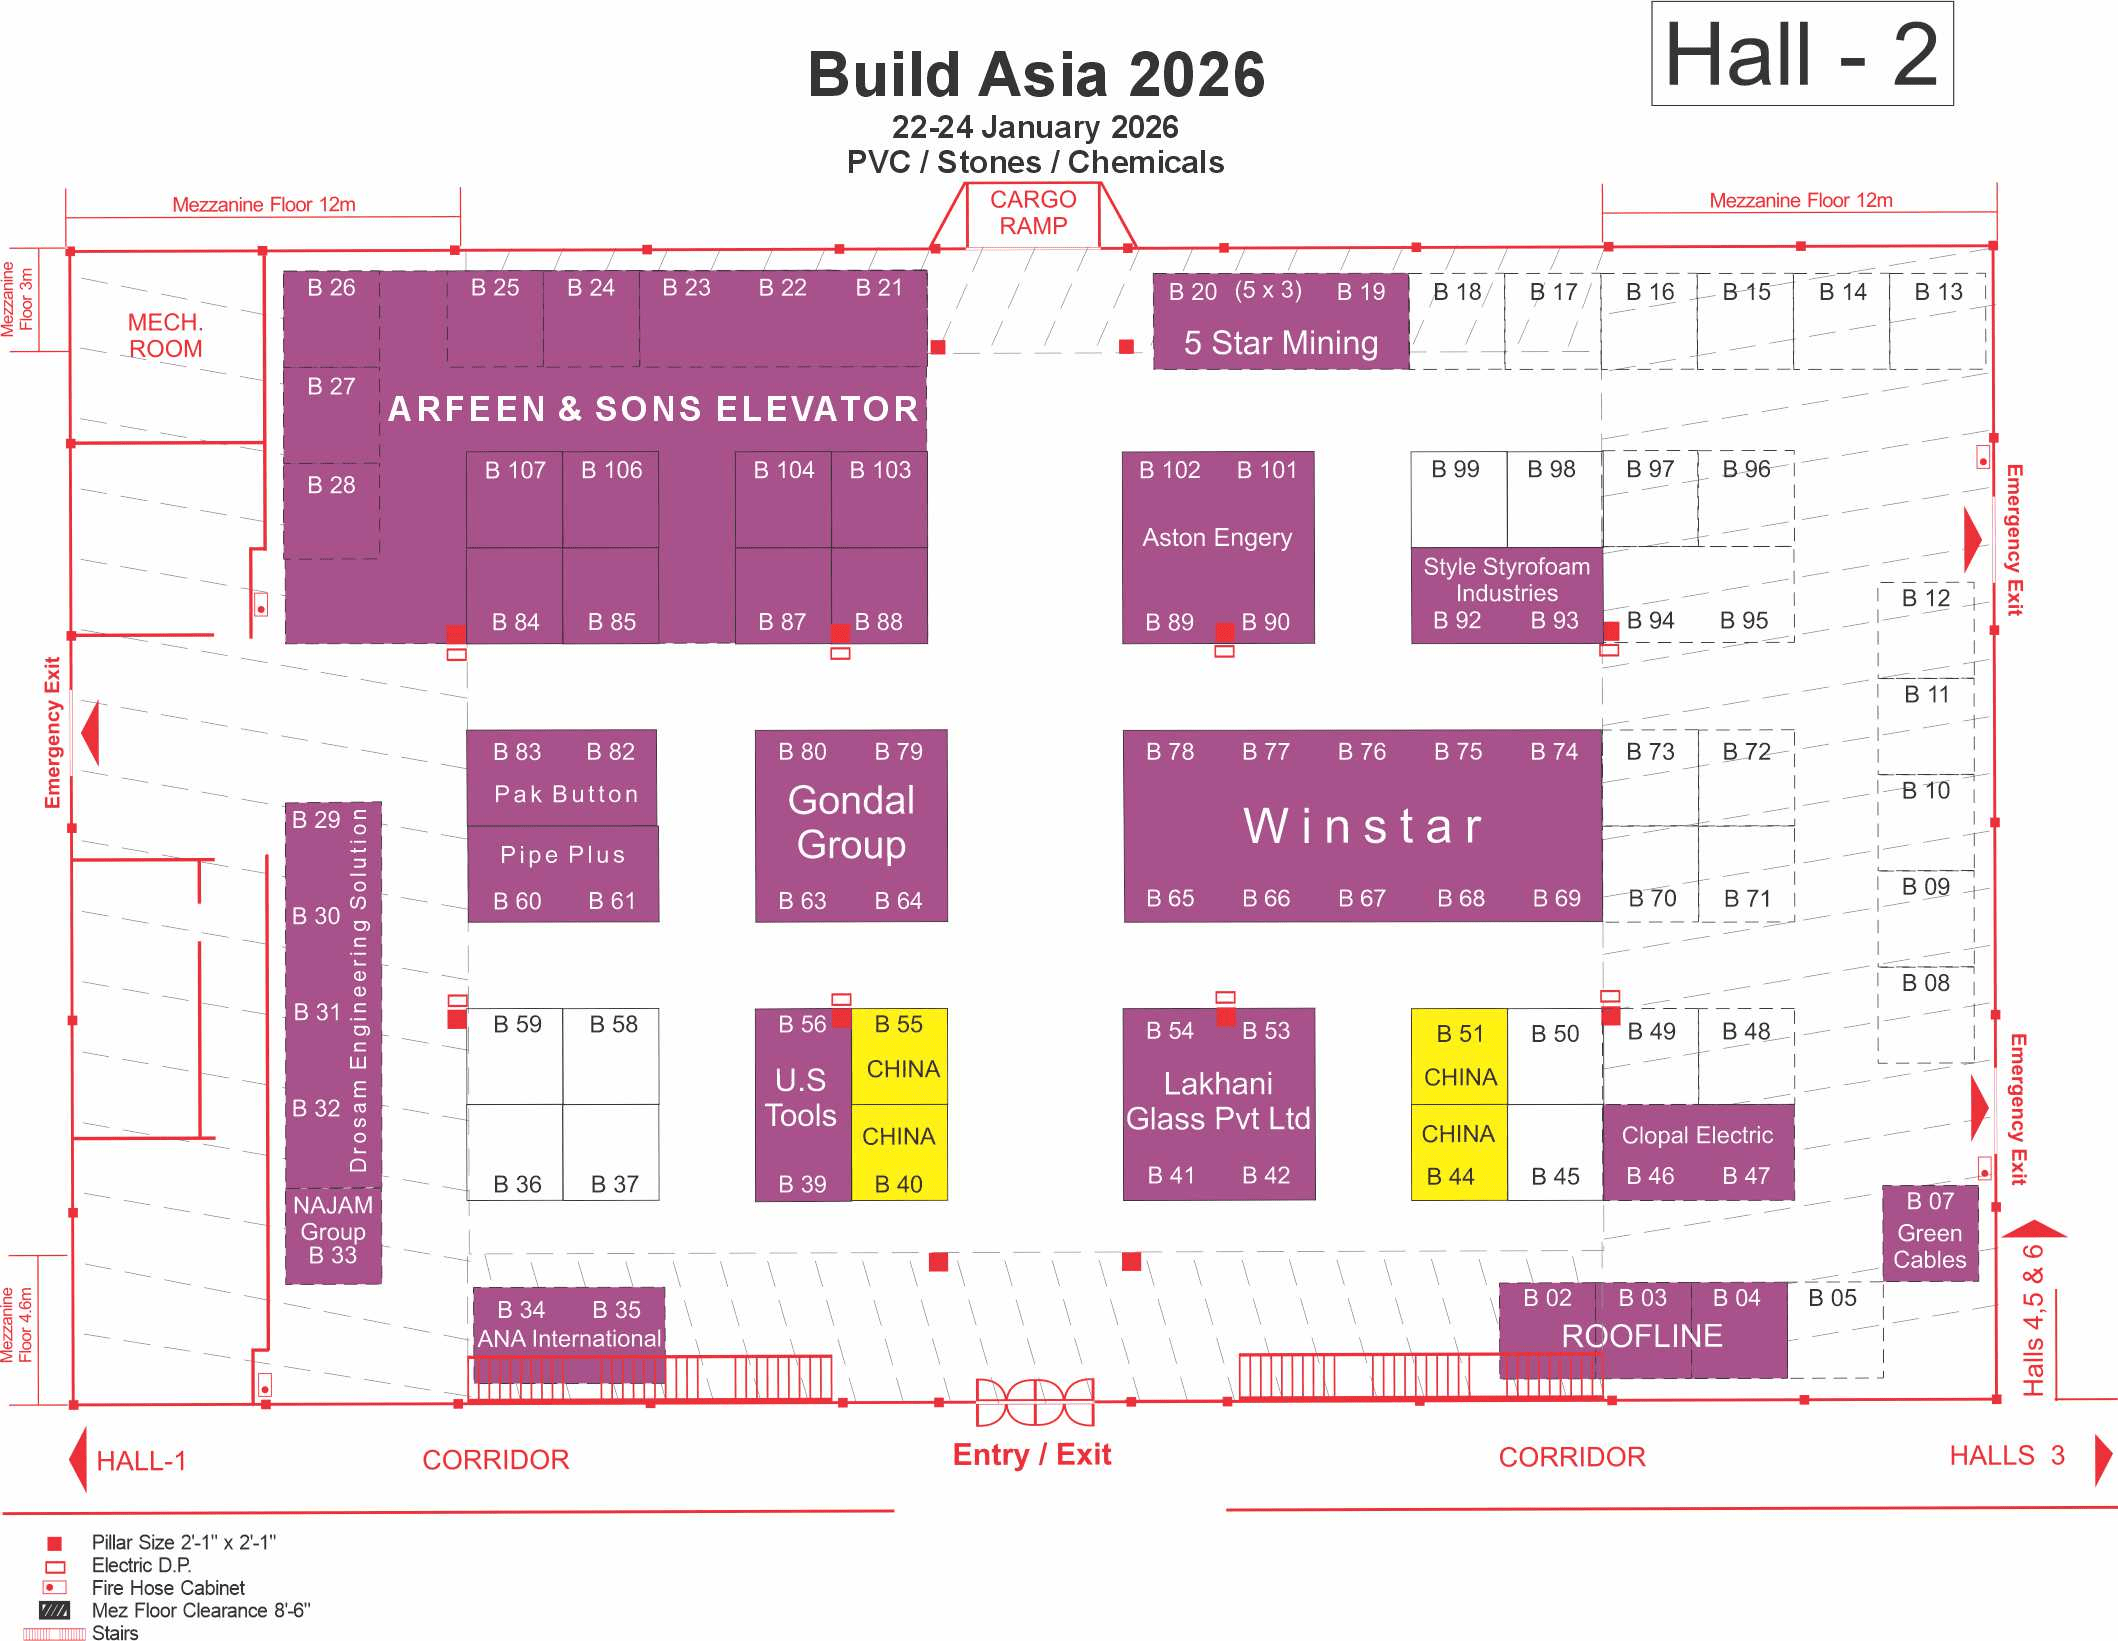 Hall - 2
Build Asia 2026
22-24 January 2026
PVC / Stones / Chemicals
Mezzanine Floor 12m
CARGO
RAMP
Mezzanine Floor 12m
Mezzanine
Floor 3m
MECH.
ROOM
B 26
B 25
B 24
B 23
B 22
B 21
B 20
(5 x 3)
B 19
5 Star Mining
B 18
B 17
B 16
B 15
B 14
B 13
B 27
ARFEEN & SONS ELEVATOR
B 28
B 107
B 106
B 104
B 103
B 84
B 85
B 87
B 88
B 102
B 101
Aston Engery
B 89
B 90
B 99
B 98
B 97
B 96
Style Styrofoam
Industries
B 92
B 93
B 94
B 95
Emergency Exit
B 12
B 11
B 10
B 09
B 08
Emergency Exit
B 83
B 82
Pak Button
Pipe Plus
B 60
B 61
B 80
B 79
Gondal
Group
B 63
B 64
B 78
B 77
B 76
B 75
B 74
Winstar
B 65
B 66
B 67
B 68
B 69
B 73
B 72
B 70
B 71
B 29
B 30
B 31
B 32
Drosam Engineering Solution
NAJAM
Group
B 33
B 59
B 58
B 36
B 37
B 56
U.S
Tools
B 39
B 55
CHINA
CHINA
B 40
B 54
B 53
Lakhani
Glass Pvt Ltd
B 41
B 42
B 51
CHINA
CHINA
B 44
B 50
B 45
B 49
B 48
Clopal Electric
B 46
B 47
Emergency Exit
B 07
Green
Cables
Halls 4,5 & 6
Mezzanine
Floor 4.6m
B 34
B 35
ANA International
B 02
B 03
B 04
ROOFLINE
B 05
HALL-1
CORRIDOR
Entry / Exit
CORRIDOR
HALLS 3
Pillar Size 2'-1" x 2'-1"
Electric D.P.
Fire Hose Cabinet
Mez Floor Clearance 8'-6"
Stairs